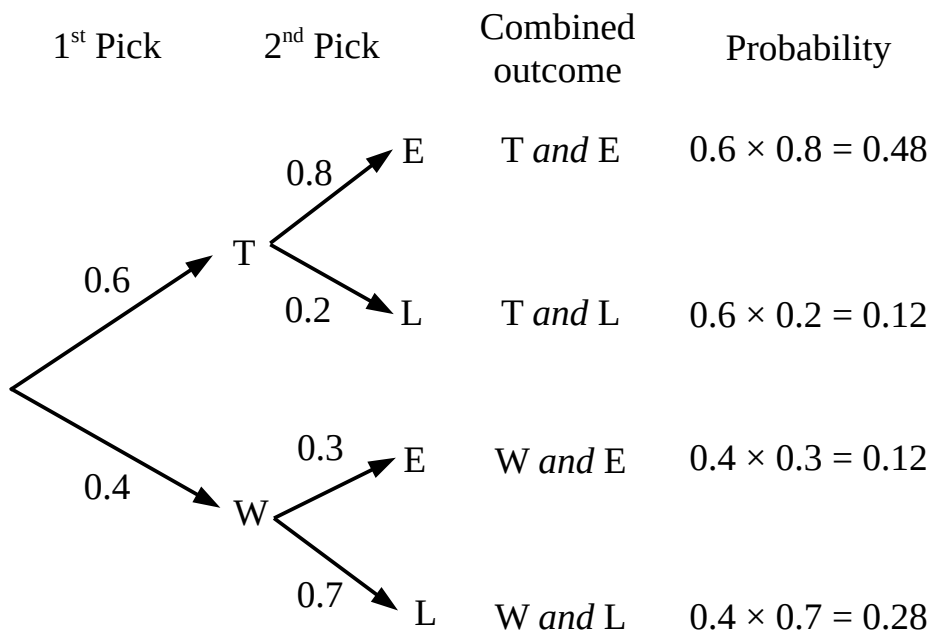 1st Pick 2nd Pick Combined outcome Probability
0.8 E T and E 0.6 × 0.8 = 0.48
0.6 T
0.2 L T and L 0.6 × 0.2 = 0.12
0.3 E W and E 0.4 × 0.3 = 0.12
0.4 W
0.7 L W and L 0.4 × 0.7 = 0.28